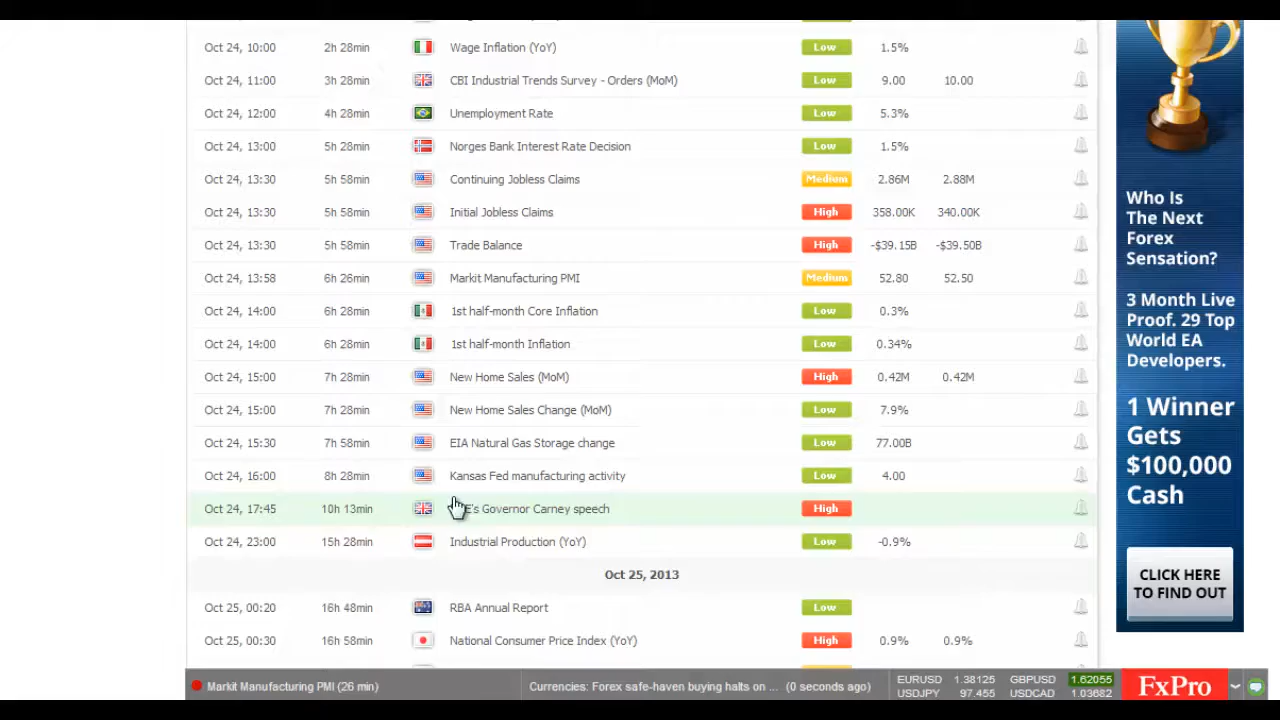 Oct 24, 10:00 2h 28min Wage Inflation (YoY) Low 1.5%
Oct 24, 11:00 3h 28min CBI Industrial Trends Survey - Orders (MoM) Low 9.00 10.00
Oct 24, 12:00 4h 28min Unemployment Rate Low 5.3%
Oct 24, 13:00 5h 28min Norges Bank Interest Rate Decision Low 1.5%
Oct 24, 13:30 5h 58min Continuing Jobless Claims Medium 2.86M 2.88M
Oct 24, 13:30 5h 58min Initial Jobless Claims High 358.00K 340.00K
Oct 24, 13:30 5h 58min Trade Balance High -$39.15B -$39.50B
Oct 24, 13:58 6h 26min Markit Manufacturing PMI Medium 52.80 52.50
Oct 24, 14:00 6h 28min 1st half-month Core Inflation Low 0.3%
Oct 24, 14:00 6h 28min 1st half-month Inflation Low 0.34%
Oct 24, 15:00 7h 28min New Home Sales (MoM) High 0.42M 0.42M
Oct 24, 15:00 7h 28min New Home Sales Change (MoM) Low 7.9%
Oct 24, 15:30 7h 58min EIA Natural Gas Storage change Low 77.00B
Oct 24, 16:00 8h 28min Kansas Fed manufacturing activity Low 4.00
Oct 24, 17:45 10h 13min Governor Carney speech High
Oct 24, 23:00 15h 28min Industrial Production (YoY) Low -0.9%
Oct 25, 2013
Oct 25, 00:20 16h 48min RBA Annual Report Low
Oct 25, 00:30 16h 58min National Consumer Price Index (YoY) High 0.9% 0.9%
Markit Manufacturing PMI (26 min) Currencies: Forex safe-haven buying halts on ... (0 seconds ago)
EURUSD 1.38125 GBPUSD 1.62055
USDJPY 97.455 USDCAD 1.03682
FxPro
Who Is
The Next
Forex
Sensation?
3 Month Live
Proof. 29 Top
World EA
Developers.
1 Winner
Gets
$100,000
Cash
CLICK HERE
TO FIND OUT